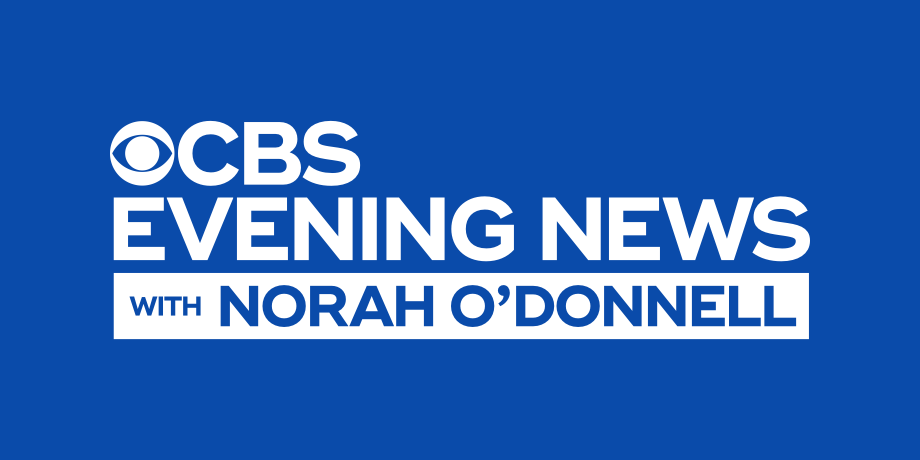 CBS
EVENING NEWS
WITH NORAH O’DONNELL